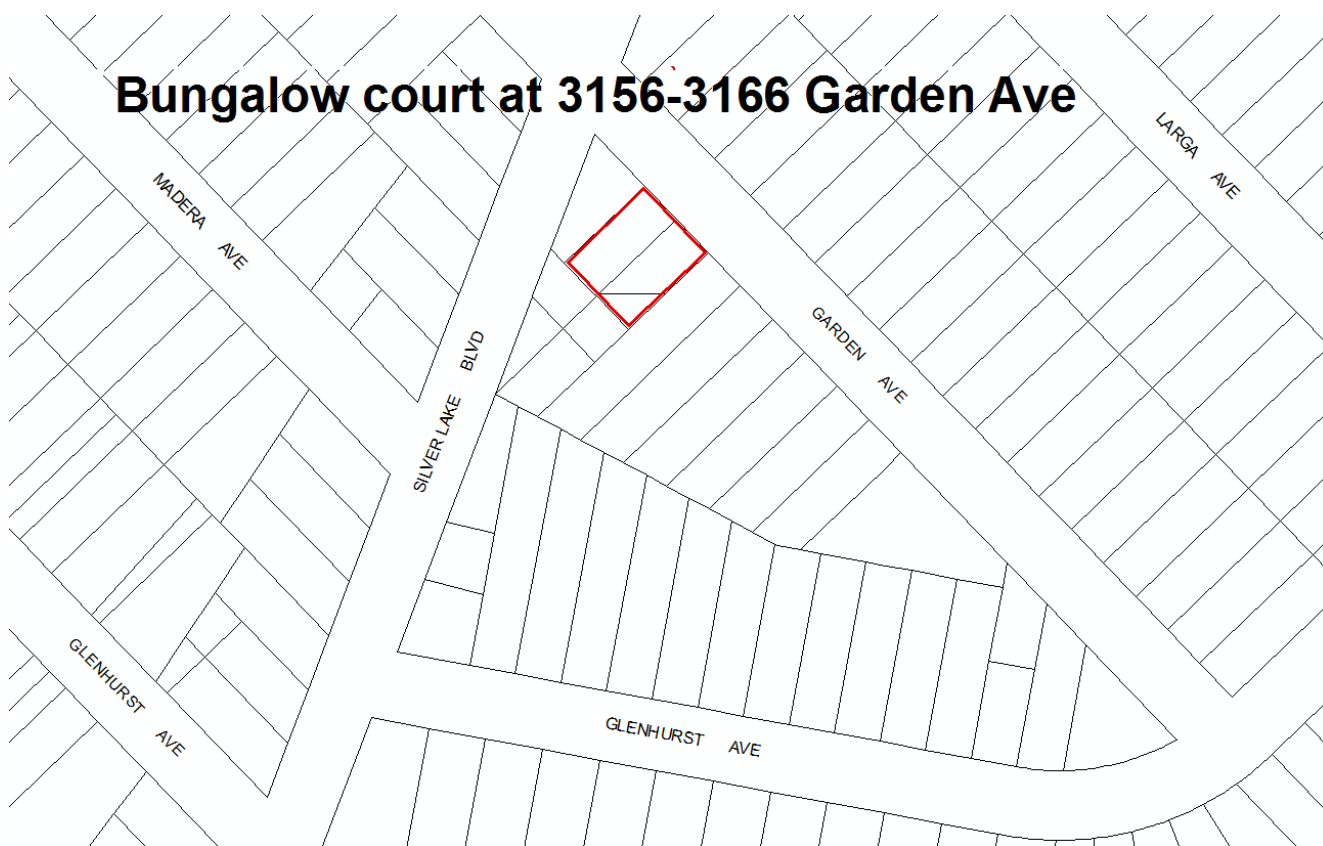 Bungalow court at 3156-3166 Garden Ave
LARGA AVE
MADERA AVE
GARDEN AVE
SILVER LAKE BLVD
GLENHURST AVE
GLENHURST AVE